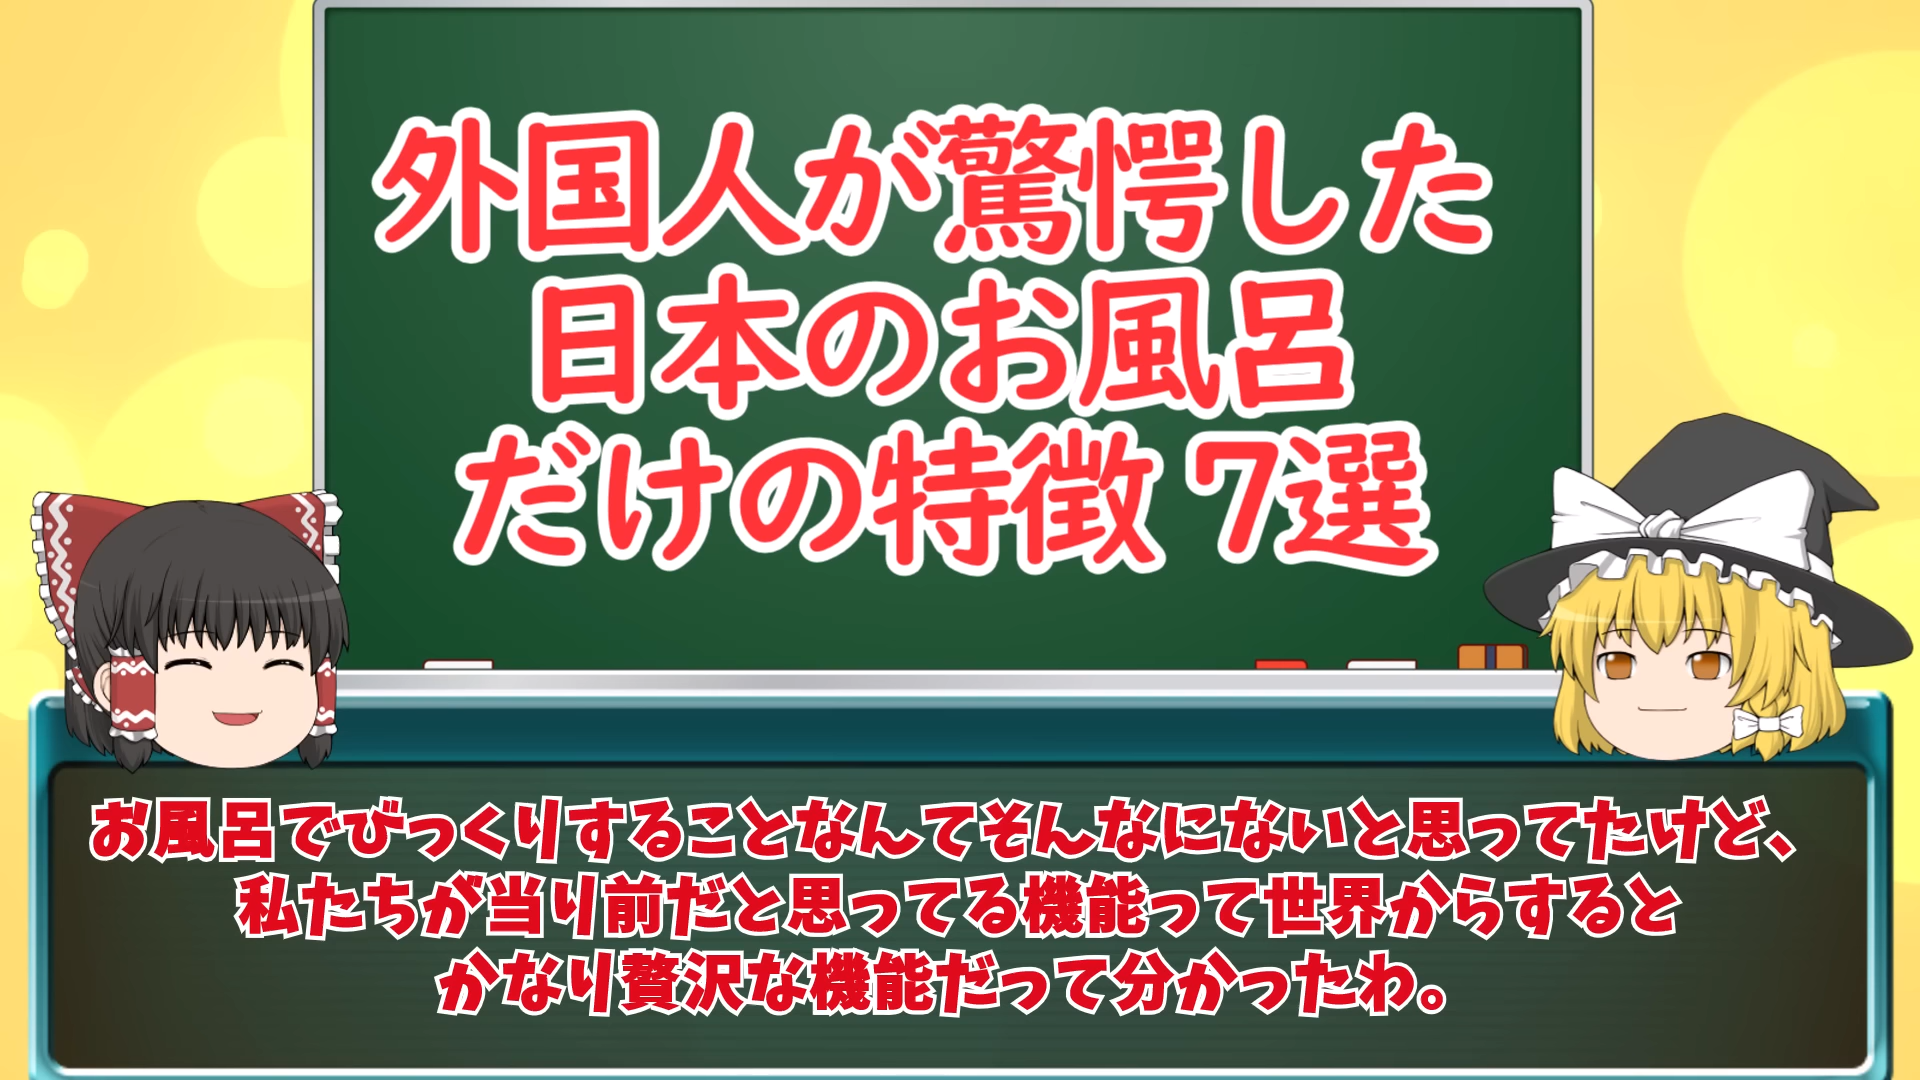 外国人が驚愕した
日本のお風呂
だけの特徴 7選
お風呂でびっくりすることなんてそんなにないと思ってたけど、
私たちが当り前だと思ってる機能って世界からすると
かなり贅沢な機能だって分かったわ。